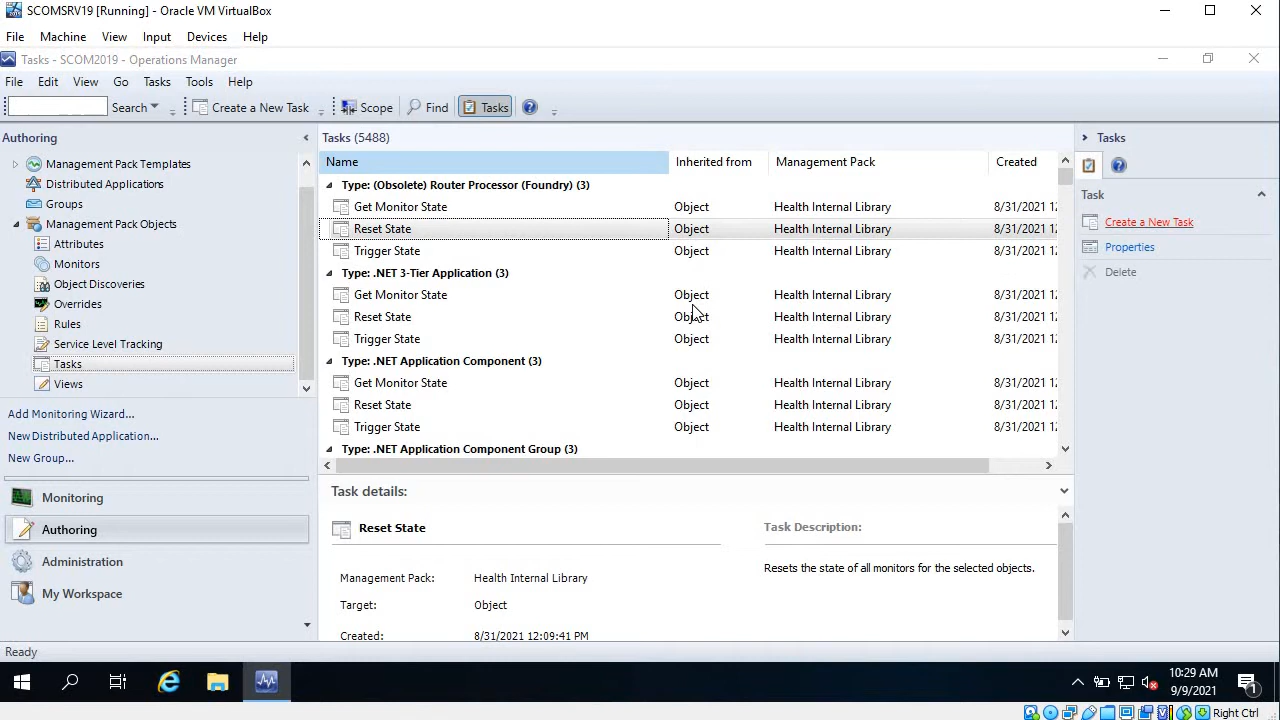 SCOMSRV19 [Running] - Oracle VM VirtualBox
File Machine View Input Devices Help
Tasks - SCOM2019 - Operations Manager
File Edit View Go Tasks Tools Help
Search Create a New Task Scope Find Tasks
Authoring
Management Pack Templates
Distributed Applications
Groups
Management Pack Objects
Attributes
Monitors
Object Discoveries
Overrides
Rules
Service Level Tracking
Tasks
Views
Add Monitoring Wizard...
New Distributed Application...
New Group...
Monitoring
Authoring
Administration
My Workspace
Tasks (5488)
Name Inherited from Management Pack Created
Type: (Obsolete) Router Processor (Foundry) (3)
Get Monitor State Object Health Internal Library 8/31/2021 12
Reset State Object Health Internal Library 8/31/2021 12
Trigger State Object Health Internal Library 8/31/2021 12
Type: .NET 3-Tier Application (3)
Get Monitor State Object Health Internal Library 8/31/2021 12
Reset State Object Health Internal Library 8/31/2021 12
Trigger State Object Health Internal Library 8/31/2021 12
Type: .NET Application Component (3)
Get Monitor State Object Health Internal Library 8/31/2021 12
Reset State Object Health Internal Library 8/31/2021 12
Trigger State Object Health Internal Library 8/31/2021 12
Type: .NET Application Component Group (3)
Task details:
Reset State
Management Pack: Health Internal Library
Target: Object
Created: 8/31/2021 12:09:41 PM
Task Description:
Resets the state of all monitors for the selected objects.
Tasks
Task
Create a New Task
Properties
Delete
Ready
10:29 AM
9/9/2021
1
Right Ctrl